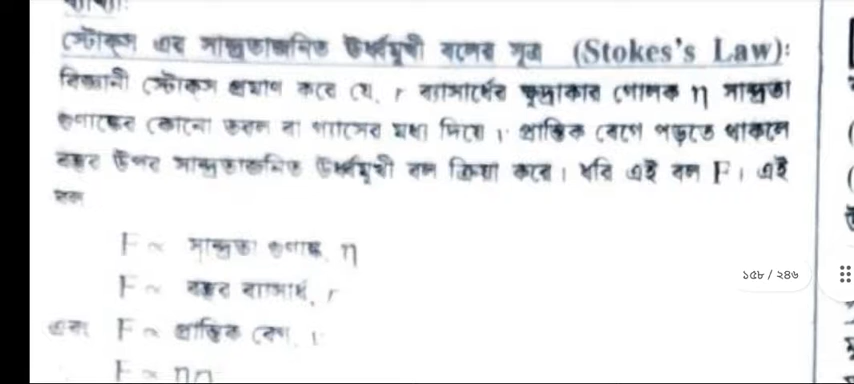 স্টোকস এর সান্দ্রতাজনিত ঊর্ধ্বমুখী বলের সূত্র (Stokes's Law):
বিজ্ঞানী স্টোকস প্রমাণ করে যে, r ব্যাসার্ধের ক্ষুদ্রাকার গোলক η সান্দ্রতা
গুণাঙ্কের কোনো তরল বা গ্যাসের মধ্য দিয়ে v প্রান্তিক বেগে পড়তে থাকলে
বস্তুর উপর সান্দ্রতাজনিত ঊর্ধ্বমুখী বল ক্রিয়া করে। ধরি এই বল F। এই
বল
F ∝ সান্দ্রতা গুণাঙ্ক, η
১৫৮ / ২৪৬
F ∝ বস্তুর ব্যাসার্ধ, r
এবং F ∝ প্রান্তিক বেগ, v
F ∝ ηr